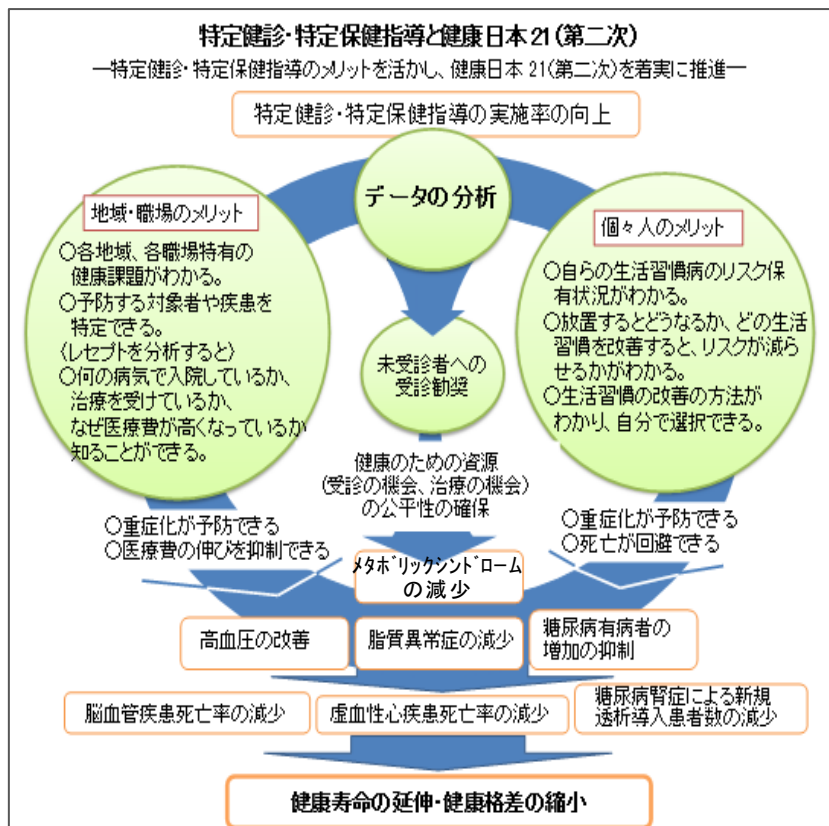 特定健診・特定保健指導と健康日本21(第二次)
―特定健診・特定保健指導のメリットを活かし、健康日本21(第二次)を着実に推進―
特定健診・特定保健指導の実施率の向上
データの分析
地域・職場のメリット
○各地域、各職場特有の
健康課題がわかる。
○予防する対象者や疾患を
特定できる。
(レセプトを分析すると)
○何の病気で入院しているか、
治療を受けているか、
なぜ医療費が高くなっているか
知ることができる。
個々人のメリット
○自らの生活習慣病のリスク保
有状況がわかる。
○放置するとどうなるか、どの生活
習慣を改善すると、リスクが減ら
せるかがわかる。
○生活習慣の改善の方法が
わかり、自分で選択できる。
未受診者への
受診勧奨
健康のための資源
(受診の機会、治療の機会)
の公平性の確保
○重症化が予防できる
○医療費の伸びを抑制できる
○重症化が予防できる
○死亡が回避できる
ﾒﾀﾎﾞﾘｯｸｼﾝﾄﾞﾛｰﾑ
の減少
高血圧の改善
脂質異常症の減少
糖尿病有病者の
増加の抑制
脳血管疾患死亡率の減少
虚血性心疾患死亡率の減少
糖尿病腎症による新規
透析導入患者数の減少
健康寿命の延伸・健康格差の縮小